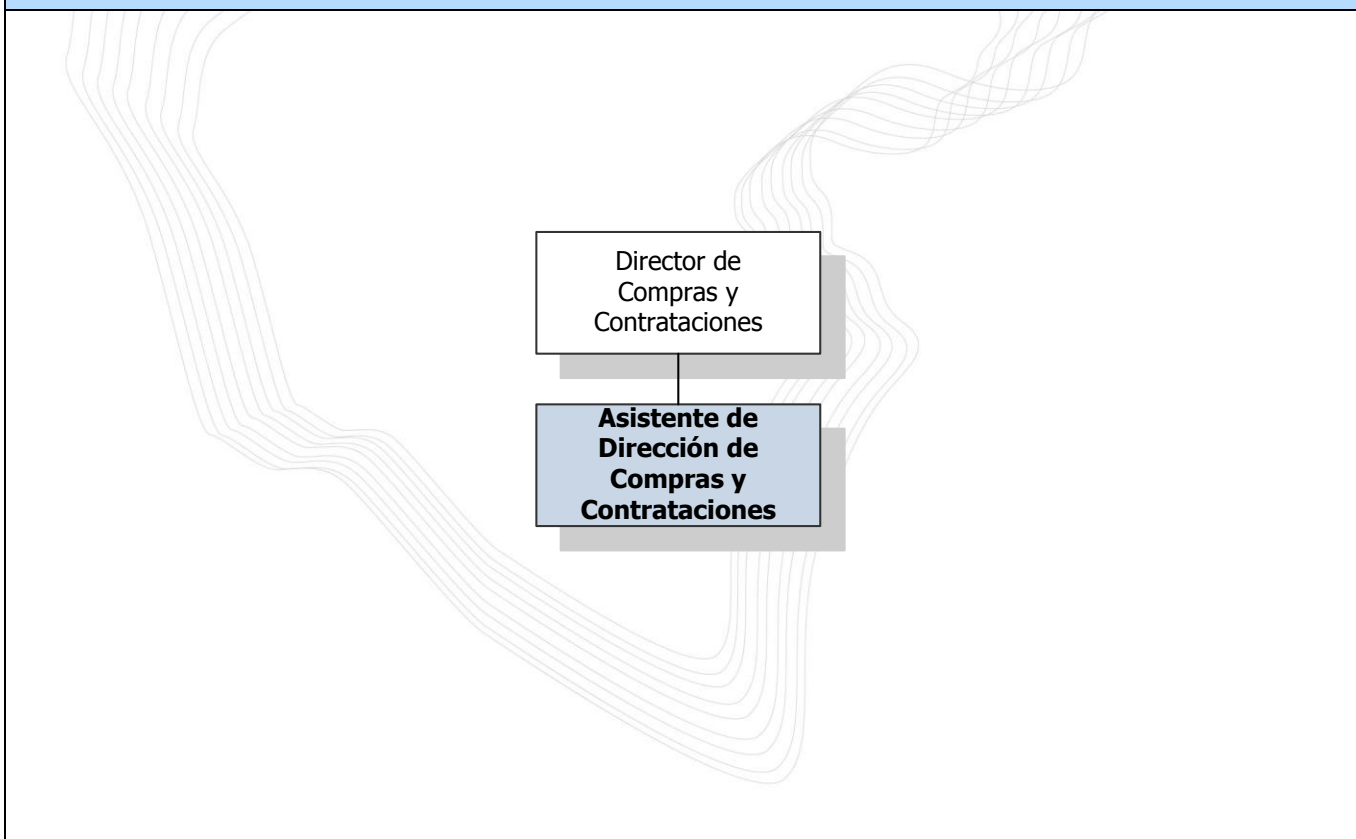 Director de
Compras y
Contrataciones
Asistente de
Dirección de
Compras y
Contrataciones